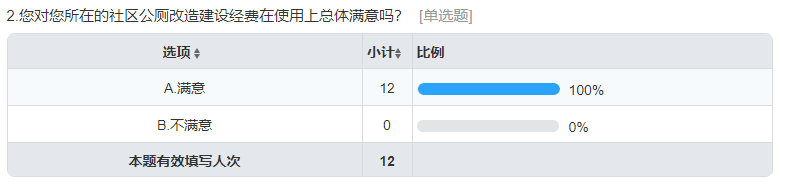 2.您对您所在的社区公厕改造建设经费在使用上总体满意吗? [单选题]
选项 小计 比例
A.满意 12 100%
B.不满意 0 0%
本题有效填写人次 12